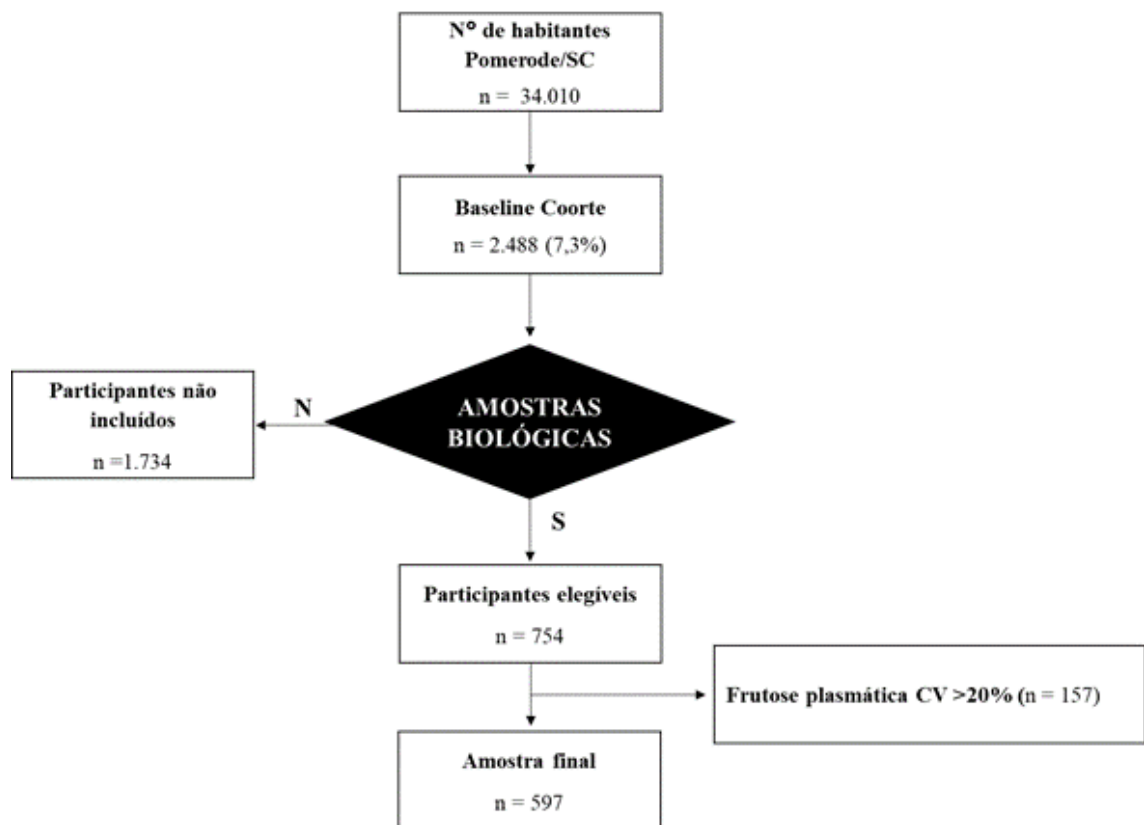 N° de habitantes
Pomerode/SC
n = 34.010
Baseline Coorte
n = 2.488 (7,3%)
AMOSTRAS
BIOLÓGICAS
N
Participantes não
incluídos
n =1.734
S
Participantes elegíveis
n = 754
Frutose plasmática CV >20% (n = 157)
Amostra final
n = 597